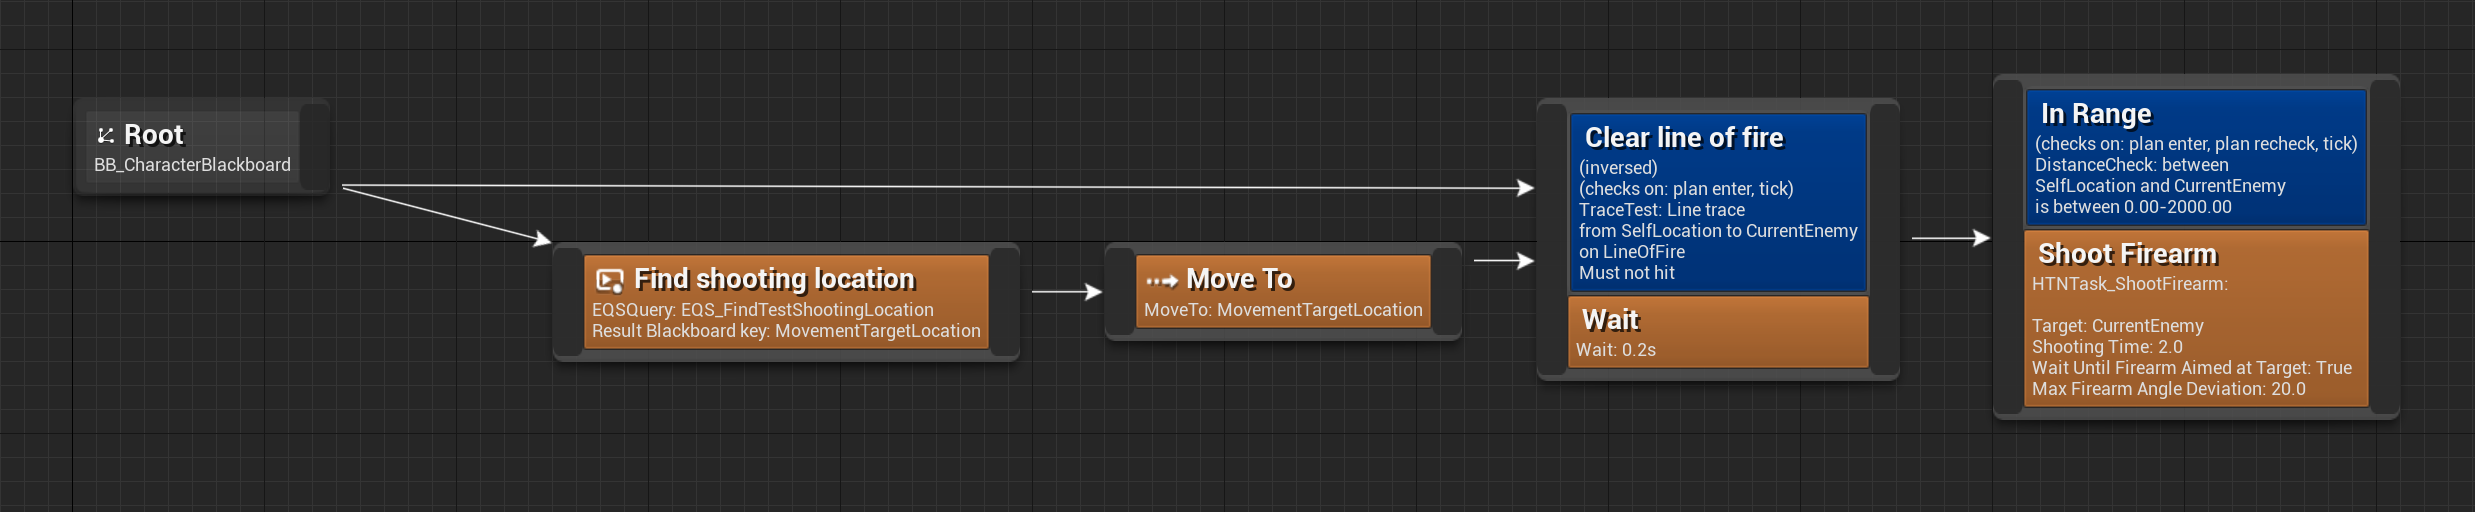 Root
BB_CharacterBlackboard
Find shooting location
EQSQuery: EQS_FindTestShootingLocation
Result Blackboard key: MovementTargetLocation
Move To
MoveTo: MovementTargetLocation
Clear line of fire
(inversed)
(checks on: plan enter, tick)
TraceTest: Line trace
from SelfLocation to CurrentEnemy
on LineOfFire
Must not hit
Wait
Wait: 0.2s
In Range
(checks on: plan enter, plan recheck, tick)
DistanceCheck: between
SelfLocation and CurrentEnemy
is between 0.00-2000.00
Shoot Firearm
HTNTask_ShootFirearm:
Target: CurrentEnemy
Shooting Time: 2.0
Wait Until Firearm Aimed at Target: True
Max Firearm Angle Deviation: 20.0